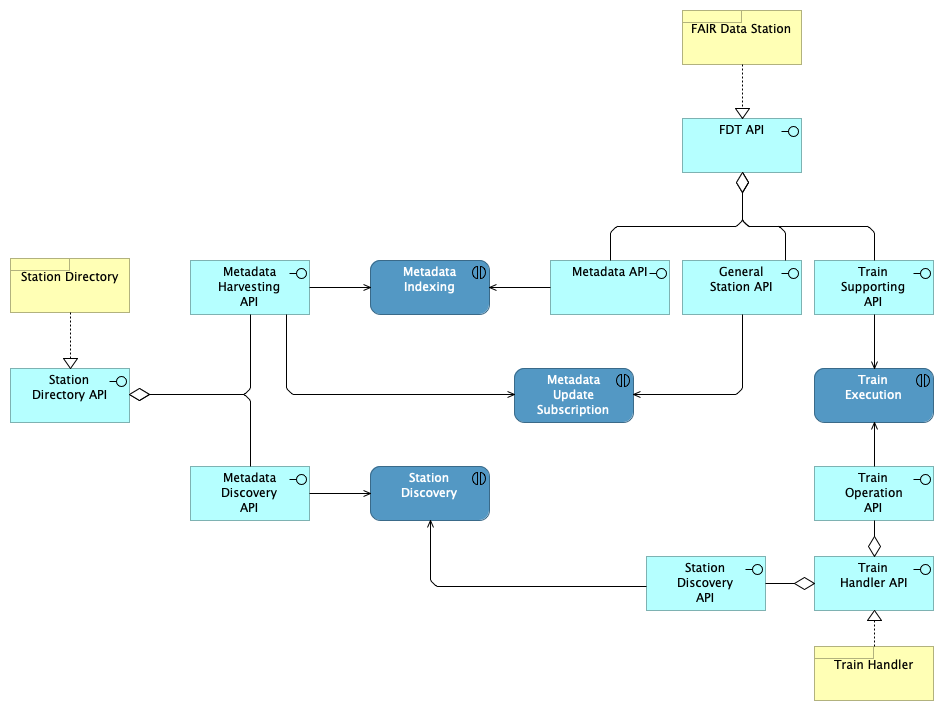 FAIR Data Station
FDT API
Station Directory
Metadata
Harvesting
API
Metadata
Indexing
Metadata API
General
Station API
Train
Supporting
API
Station
Directory API
Metadata
Update
Subscription
Train
Execution
Metadata
Discovery
API
Station
Discovery
Train
Operation
API
Station
Discovery
API
Train
Handler API
Train Handler